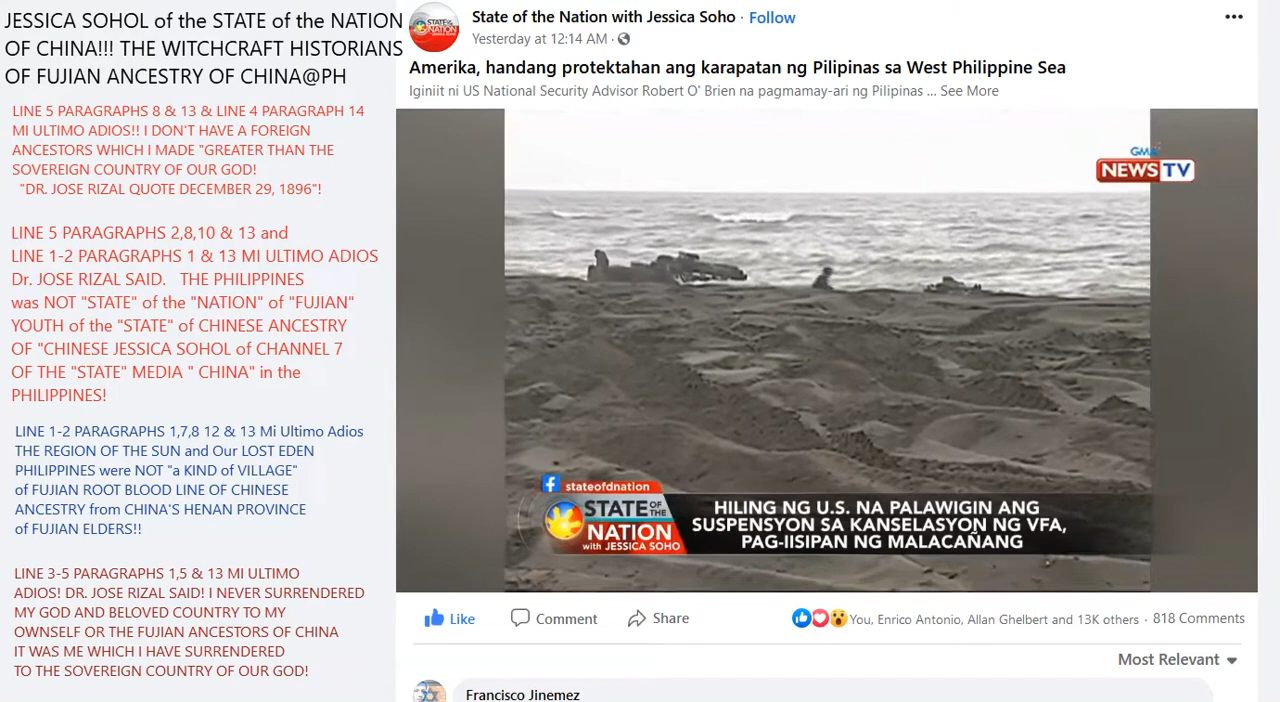 JESSICA SOHOL of the STATE of the NATION
OF CHINA!!! THE WITCHCRAFT HISTORIANS
OF FUJIAN ANCESTRY OF CHINA@PH
LINE 5 PARAGRAPHS 8 & 13 & LINE 4 PARAGRAPH 14
MI ULTIMO ADIOS!! I DON'T HAVE A FOREIGN
ANCESTORS WHICH I MADE "GREATER THAN THE
SOVEREIGN COUNTRY OF OUR GOD!
"DR. JOSE RIZAL QUOTE DECEMBER 29, 1896"!
LINE 5 PARAGRAPHS 2,8,10 & 13 and
LINE 1-2 PARAGRAPHS 1 & 13 MI ULTIMO ADIOS
Dr. JOSE RIZAL SAID. THE PHILIPPINES
was NOT "STATE" of the "NATION" of "FUJIAN"
YOUTH of the "STATE" of CHINESE ANCESTRY
OF "CHINESE JESSICA SOHOL of CHANNEL 7
OF THE "STATE" MEDIA " CHINA" in the
PHILIPPINES!
LINE 1-2 PARAGRAPHS 1,7,8 12 & 13 Mi Ultimo Adios
THE REGION OF THE SUN and Our LOST EDEN
PHILIPPINES were NOT "a KIND of VILLAGE"
of FUJIAN ROOT BLOOD LINE OF CHINESE
ANCESTRY from CHINA'S HENAN PROVINCE
of FUJIAN ELDERS!!
LINE 3-5 PARAGRAPHS 1,5 & 13 MI ULTIMO
ADIOS! DR. JOSE RIZAL SAID! I NEVER SURRENDERED
MY GOD AND BELOVED COUNTRY TO MY
OWNSELF OR THE FUJIAN ANCESTORS OF CHINA
IT WAS ME WHICH I HAVE SURRENDERED
TO THE SOVEREIGN COUNTRY OF OUR GOD!
State of the Nation with Jessica Soho · Follow
Yesterday at 12:14 AM ·
Amerika, handang protektahan ang karapatan ng Pilipinas sa West Philippine Sea
Iginiit ni US National Security Advisor Robert O' Brien na pagmamay-ari ng Pilipinas ... See More
GMA
NEWS TV
stateofdnation
STATE OF THE
NATION
with JESSICA SOHO
HILING NG U.S. NA PALAWIGIN ANG
SUSPENSYON SA KANSELASYON NG VFA,
PAG-IISIPAN NG MALACAÑANG
Like Comment Share You, Enrico Antonio, Allan Ghelbert and 13K others · 818 Comments
Most Relevant
Francisco Jinemez